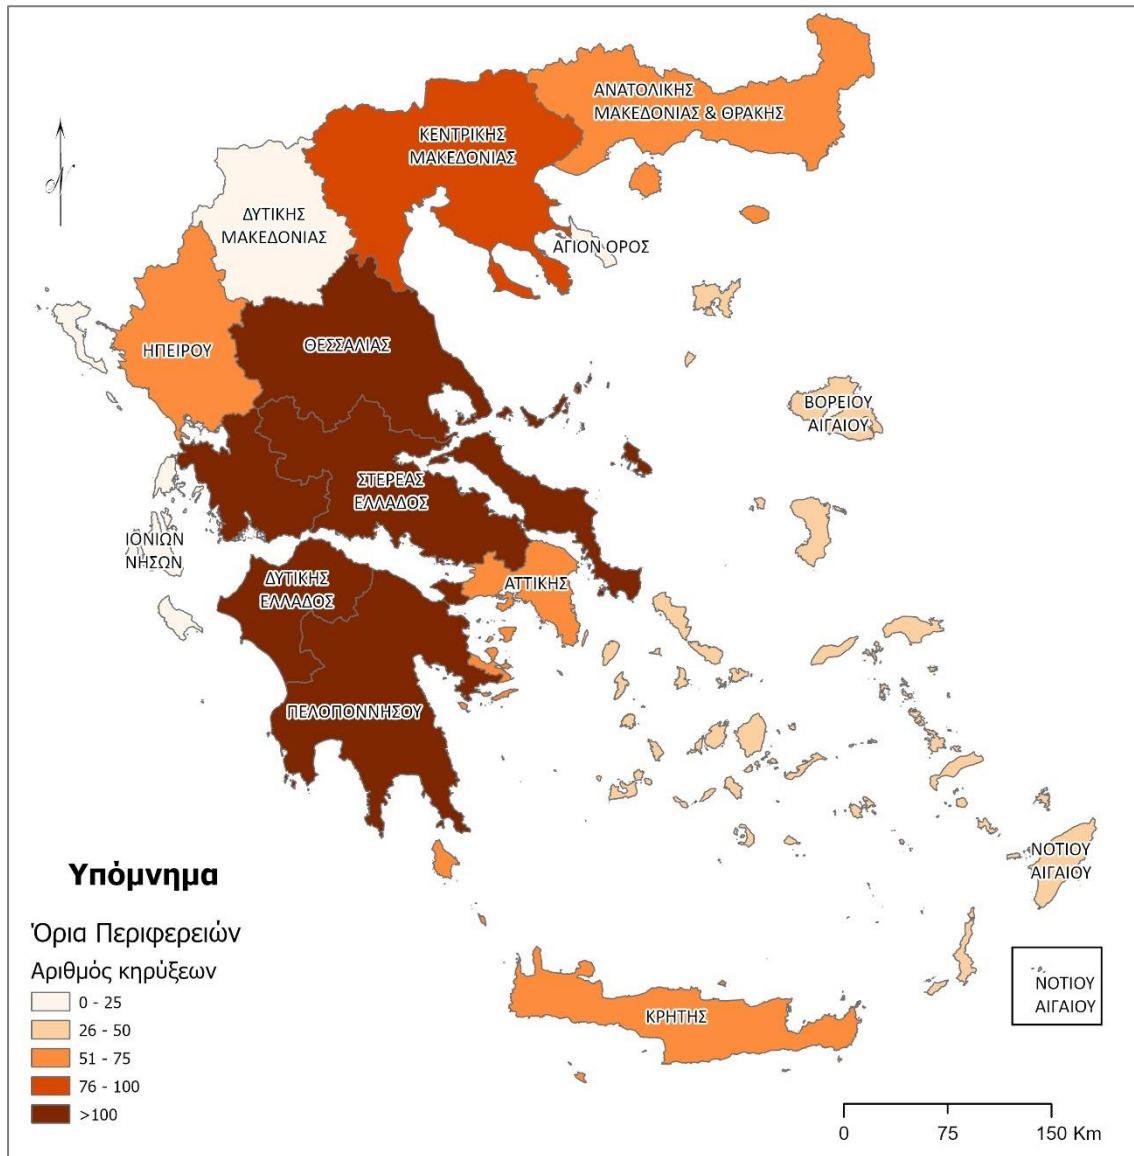 ΑΝΑΤΟΛΙΚΗΣ
ΜΑΚΕΔΟΝΙΑΣ & ΘΡΑΚΗΣ
ΚΕΝΤΡΙΚΗΣ
ΜΑΚΕΔΟΝΙΑΣ
ΔΥΤΙΚΗΣ
ΜΑΚΕΔΟΝΙΑΣ
ΑΓΙΟΝ ΟΡΟΣ
ΗΠΕΙΡΟΥ
ΘΕΣΣΑΛΙΑΣ
ΒΟΡΕΙΟΥ
ΑΙΓΑΙΟΥ
ΣΤΕΡΕΑΣ
ΕΛΛΑΔΟΣ
ΙΟΝΙΩΝ
ΝΗΣΩΝ
ΔΥΤΙΚΗΣ
ΕΛΛΑΔΟΣ
ΑΤΤΙΚΗΣ
ΠΕΛΟΠΟΝΝΗΣΟΥ
ΝΟΤΙΟΥ
ΑΙΓΑΙΟΥ
ΝΟΤΙΟΥ
ΑΙΓΑΙΟΥ
ΚΡΗΤΗΣ
Υπόμνημα
Όρια Περιφερειών
Αριθμός κηρύξεων
0 - 25
26 - 50
51 - 75
76 - 100
>100
0 75 150 Km
N